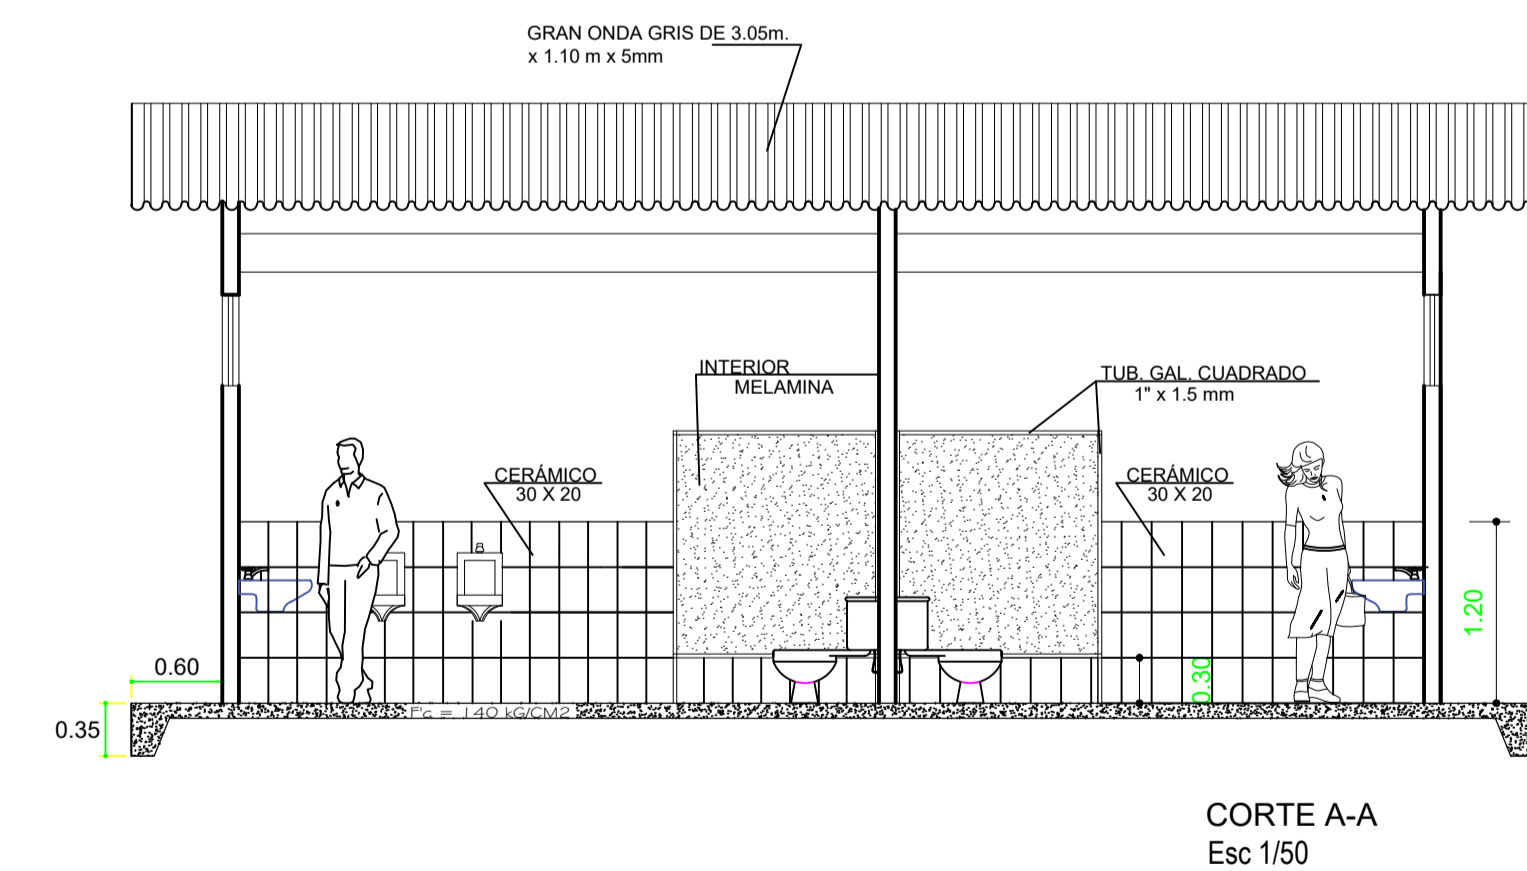 GRAN ONDA GRIS DE 3.05m.
x 1.10 m x 5mm
INTERIOR
MELAMINA
TUB. GAL. CUADRADO
1" x 1.5 mm
CERÁMICO
30 X 20
CERÁMICO
30 X 20
1.20
0.60
0.30
0.35
F'c = 140 kG/CM2
CORTE A-A
Esc 1/50